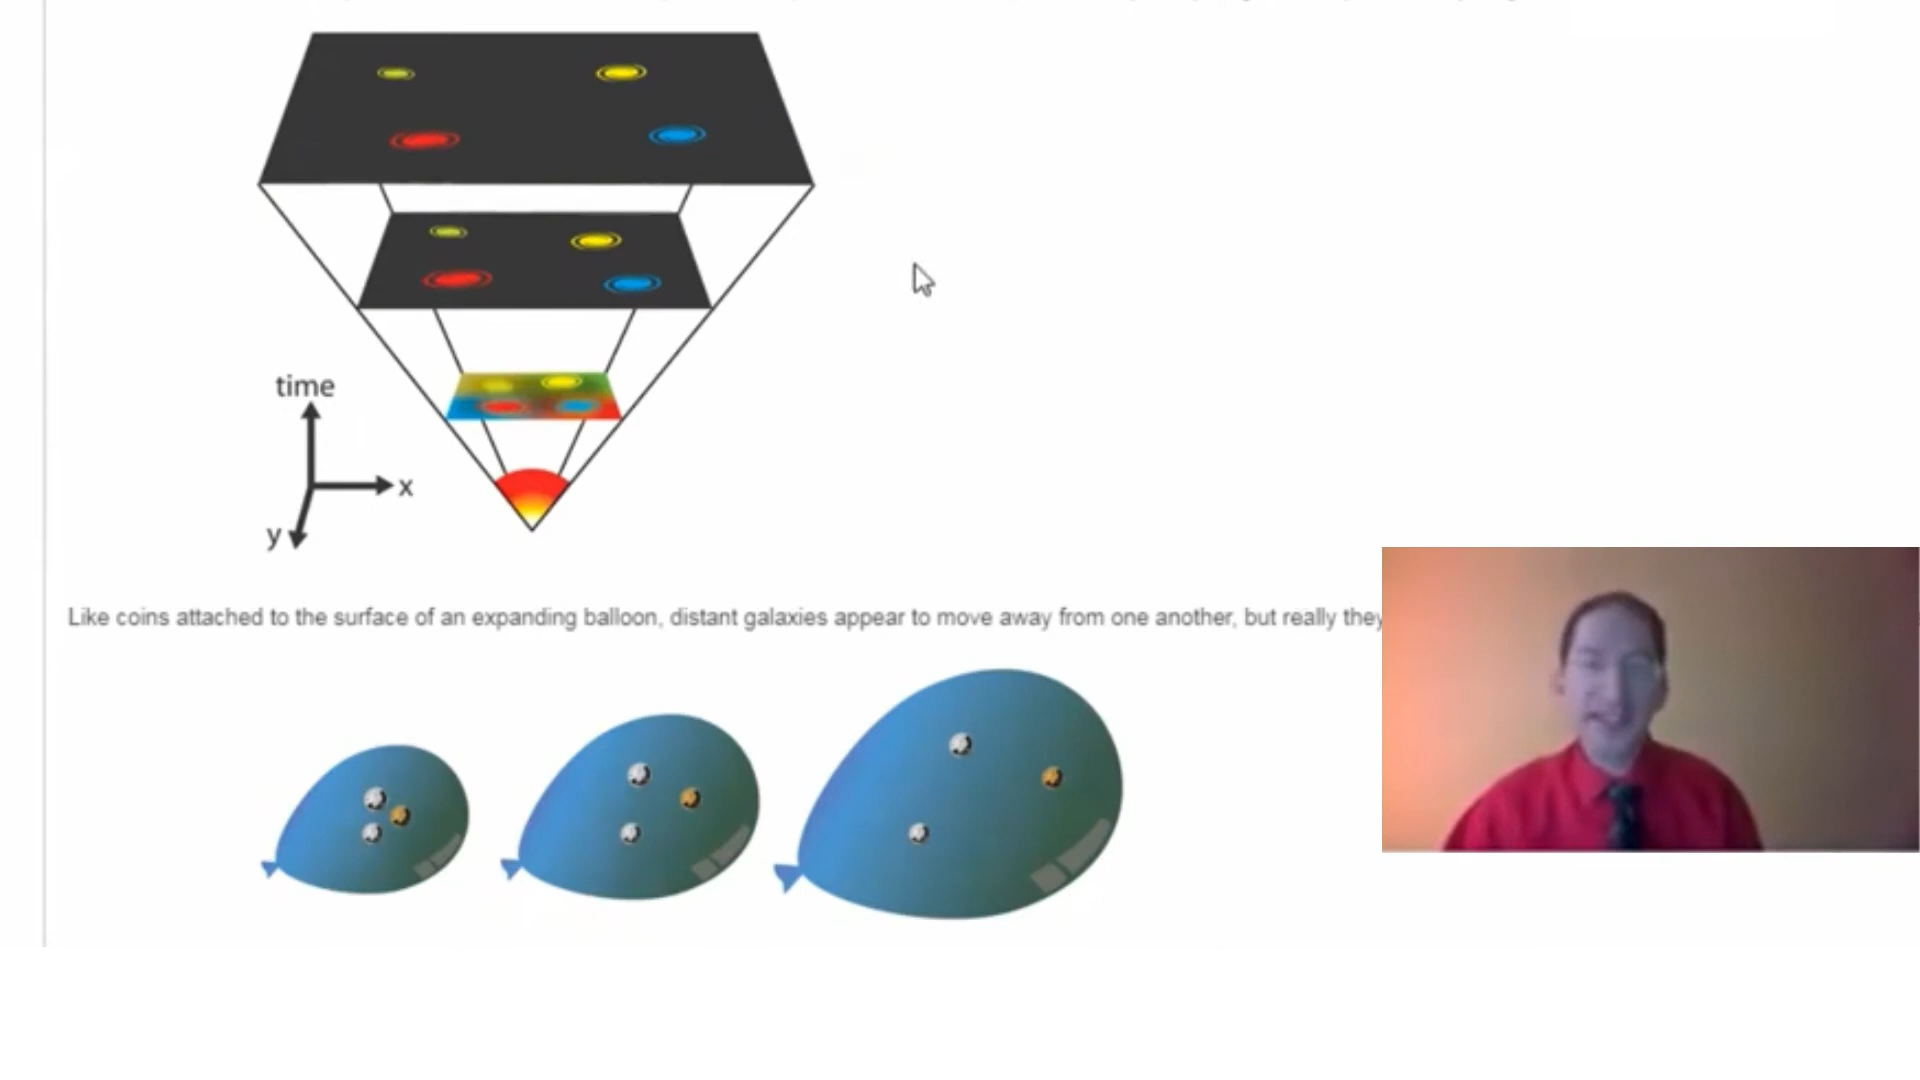 time
x
y
Like coins attached to the surface of an expanding balloon, distant galaxies appear to move away from one another, but really they